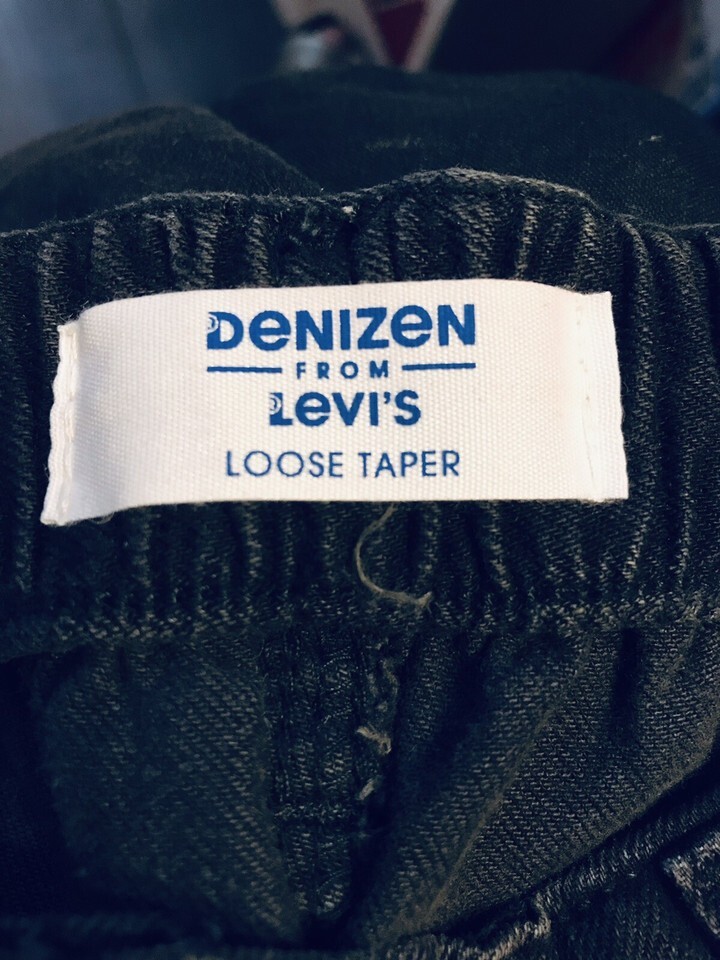 DeNIZeN
FROM
LeVI'S
LOOSE TAPER